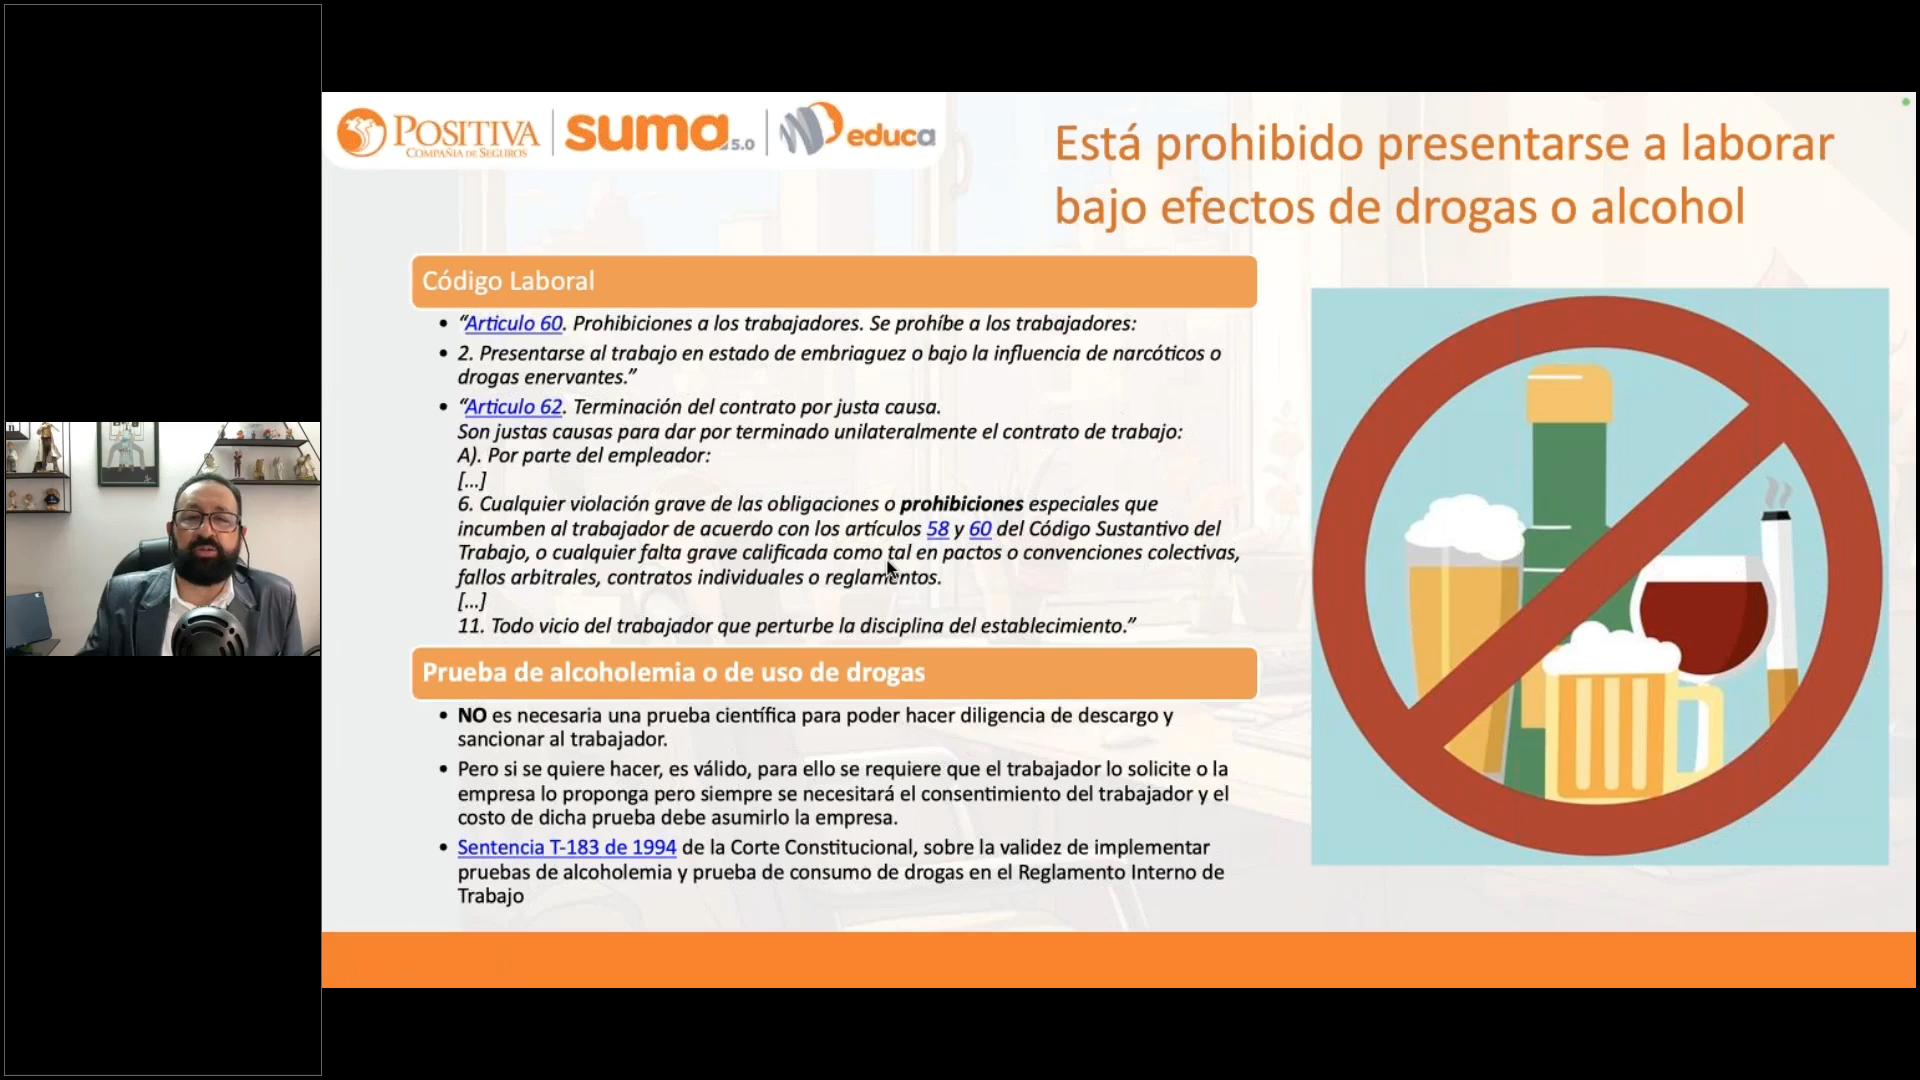 POSITIVA
COMPAÑÍA DE SEGUROS
suma 5.0
educa
Está prohibido presentarse a laborar
bajo efectos de drogas o alcohol
Código Laboral
• “Articulo 60. Prohibiciones a los trabajadores. Se prohíbe a los trabajadores:
• 2. Presentarse al trabajo en estado de embriaguez o bajo la influencia de narcóticos o
drogas enervantes.”
• “Articulo 62. Terminación del contrato por justa causa.
Son justas causas para dar por terminado unilateralmente el contrato de trabajo:
A). Por parte del empleador:
[...]
6. Cualquier violación grave de las obligaciones o prohibiciones especiales que
incumben al trabajador de acuerdo con los artículos 58 y 60 del Código Sustantivo del
Trabajo, o cualquier falta grave calificada como tal en pactos o convenciones colectivas,
fallos arbitrales, contratos individuales o reglamentos.
[...]
11. Todo vicio del trabajador que perturbe la disciplina del establecimiento.”
Prueba de alcoholemia o de uso de drogas
• NO es necesaria una prueba científica para poder hacer diligencia de descargo y
sancionar al trabajador.
• Pero si se quiere hacer, es válido, para ello se requiere que el trabajador lo solicite o la
empresa lo proponga pero siempre se necesitará el consentimiento del trabajador y el
costo de dicha prueba debe asumirlo la empresa.
• Sentencia T-183 de 1994 de la Corte Constitucional, sobre la validez de implementar
pruebas de alcoholemia y prueba de consumo de drogas en el Reglamento Interno de
Trabajo